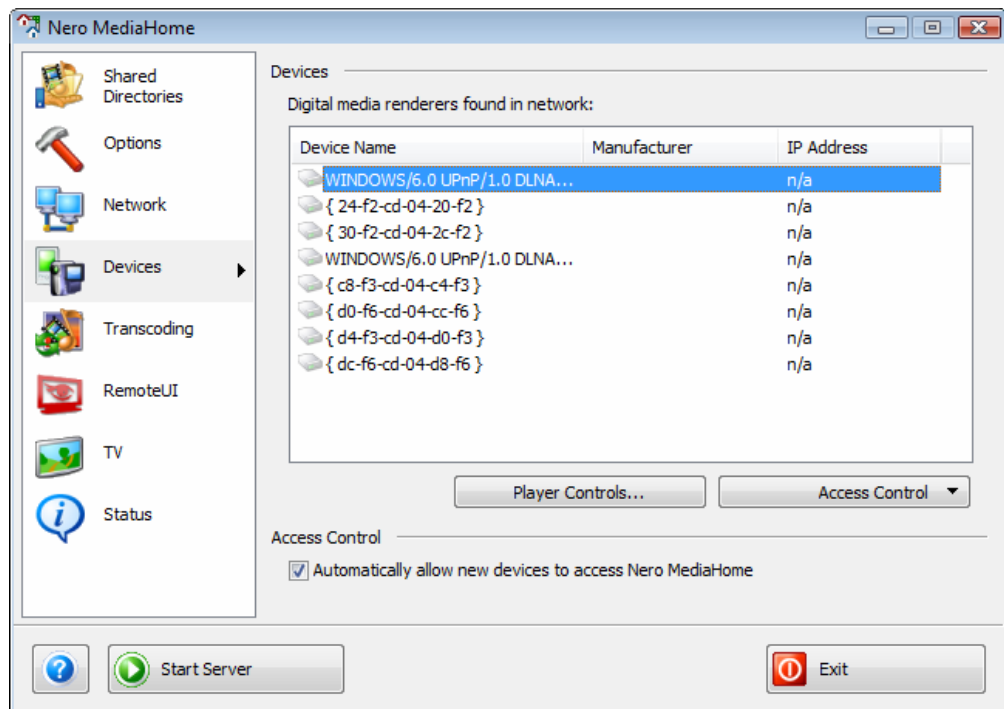 Nero MediaHome
Shared
Directories
Options
Network
Devices
Transcoding
RemoteUI
TV
Status
Devices
Digital media renderers found in network:
Device Name Manufacturer IP Address
WINDOWS/6.0 UPnP/1.0 DLNA... n/a
{ 24-f2-cd-04-20-f2 } n/a
{ 30-f2-cd-04-2c-f2 } n/a
WINDOWS/6.0 UPnP/1.0 DLNA... n/a
{ c8-f3-cd-04-c4-f3 } n/a
{ d0-f6-cd-04-cc-f6 } n/a
{ d4-f3-cd-04-d0-f3 } n/a
{ dc-f6-cd-04-d8-f6 } n/a
Player Controls... Access Control
Access Control
Automatically allow new devices to access Nero MediaHome
? Start Server Exit